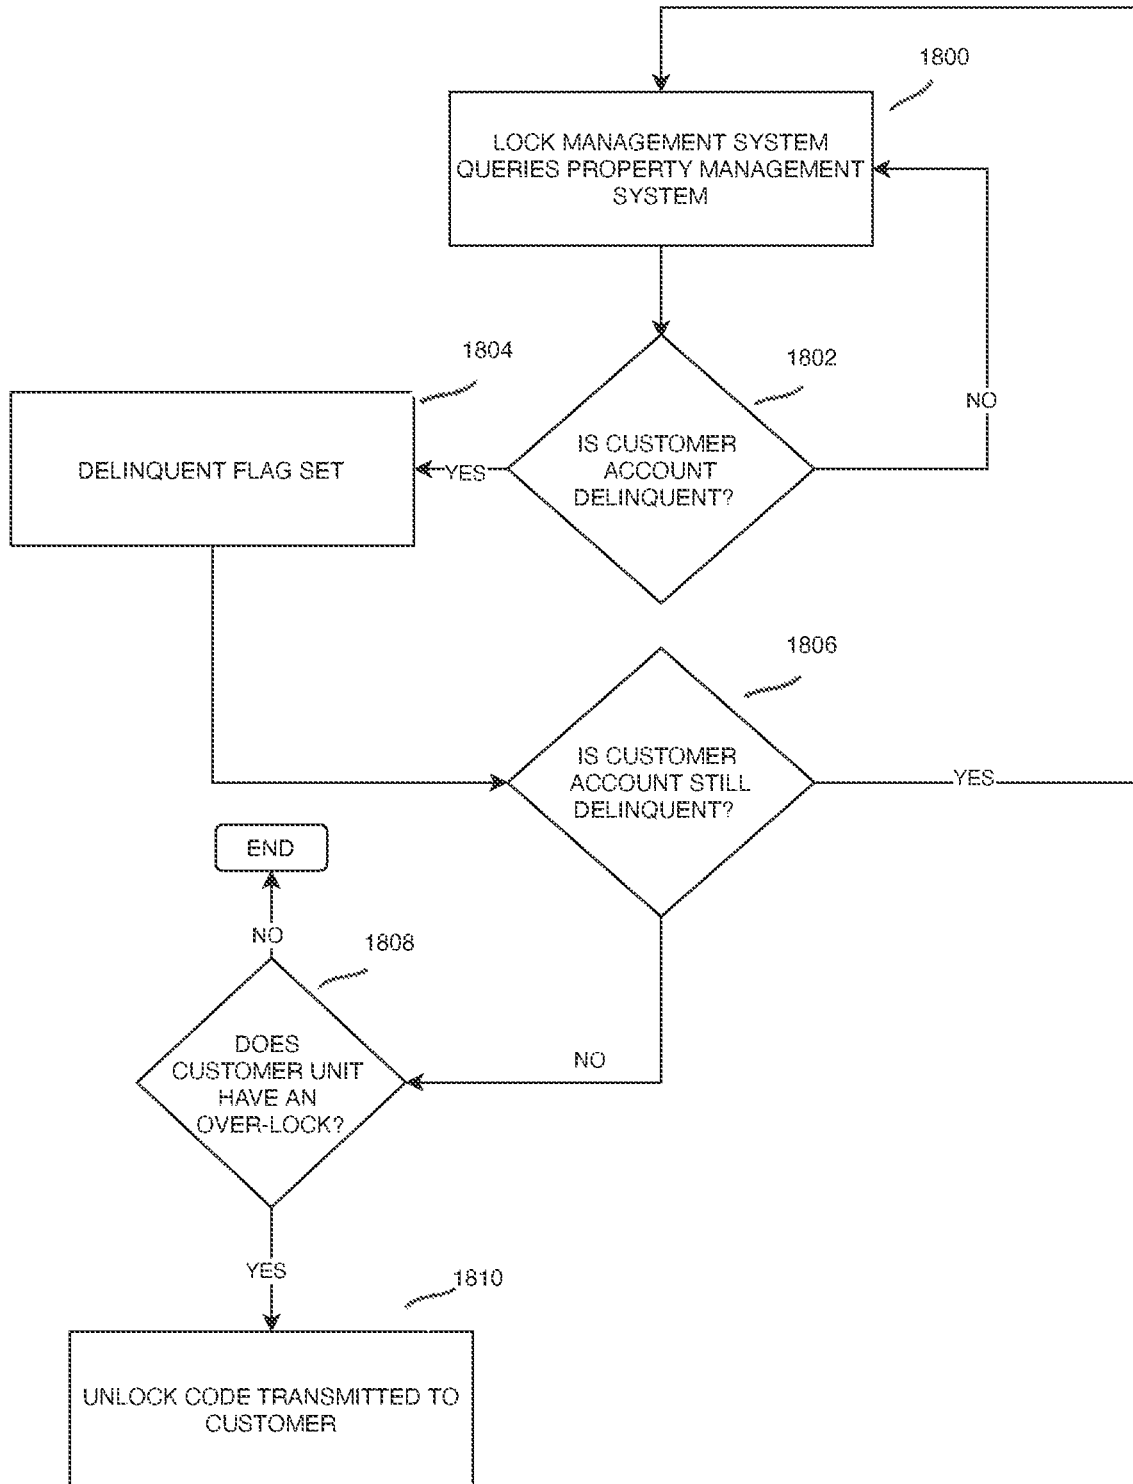 1800
LOCK MANAGEMENT SYSTEM
QUERIES PROPERTY MANAGEMENT
SYSTEM
1804
1802
NO
IS CUSTOMER
ACCOUNT
DELINQUENT?
YES
DELINQUENT FLAG SET
1806
IS CUSTOMER
ACCOUNT STILL
DELINQUENT?
YES
END
NO
1808
DOES
CUSTOMER UNIT
HAVE AN
OVER-LOCK?
NO
YES
1810
UNLOCK CODE TRANSMITTED TO
CUSTOMER